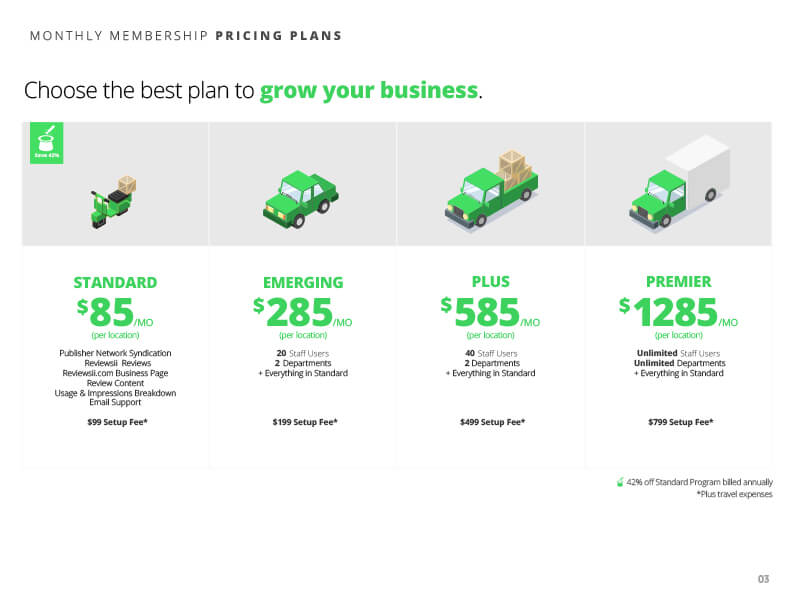 MONTHLY MEMBERSHIP PRICING PLANS
Choose the best plan to grow your business.
Save 42%
STANDARD
$85/MO
(per location)
Publisher Network Syndication
Reviewsii Reviews
Reviewsii.com Business Page
Review Content
Usage & Impressions Breakdown
Email Support
$99 Setup Fee*
EMERGING
$285/MO
(per location)
20 Staff Users
2 Departments
+ Everything in Standard
$199 Setup Fee*
PLUS
$585/MO
(per location)
40 Staff Users
2 Departments
+ Everything in Standard
$499 Setup Fee*
PREMIER
$1285/MO
(per location)
Unlimited Staff Users
Unlimited Departments
+ Everything in Standard
$799 Setup Fee*
42% off Standard Program billed annually
*Plus travel expenses
03